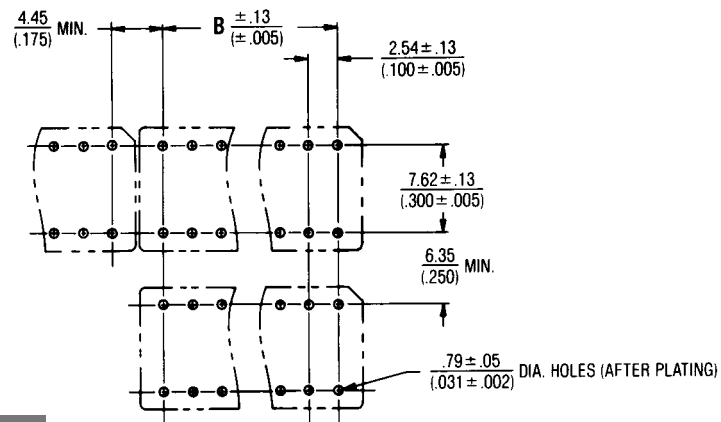 4.45
(.175) MIN.
B ±.13
(±.005)
2.54±.13
(.100±.005)
7.62±.13
(.300±.005)
6.35
(.250) MIN.
.79±.05
(.031±.002) DIA. HOLES (AFTER PLATING)